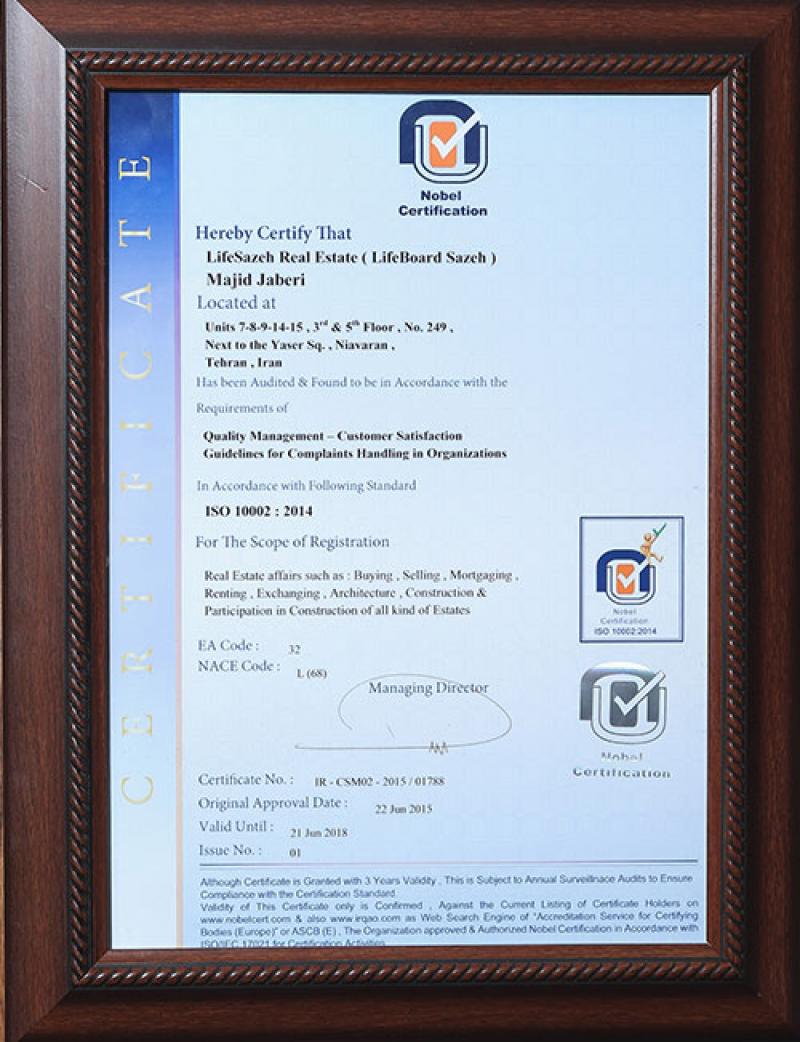 CERTIFICATE
Nobel
Certification
Hereby Certify That
LifeSazeh Real Estate ( LifeBoard Sazeh )
Majid Jaberi
Located at
Units 7-8-9-14-15 , 3rd & 5th Floor , No. 249 ,
Next to the Yaser Sq. , Niavaran ,
Tehran , Iran
Has been Audited & Found to be in Accordance with the
Requirements of
Quality Management – Customer Satisfaction
Guidelines for Complaints Handling in Organizations
In Accordance with Following Standard
ISO 10002 : 2014
For The Scope of Registration
Real Estate affairs such as : Buying , Selling , Mortgaging ,
Renting , Exchanging , Architecture , Construction &
Participation in Construction of all kind of Estates
Nobel
Certification
ISO 10002:2014
EA Code : 32
NACE Code : L (68)
Managing Director
Nobel
Certification
Certificate No. : IR - CSM02 - 2015 / 01788
Original Approval Date : 22 Jun 2015
Valid Until : 21 Jun 2018
Issue No. : 01
Although Certificate is Granted with 3 Years Validity , This is Subject to Annual Surveillnace Audits to Ensure
Compliance with the Certification Standard.
Validity of This Certificate only is Confirmed , Against the Current Listing of Certificate Holders on
www.nobelcert.com & also www.irqao.com as Web Search Engine of "Accreditation Service for Certifying
Bodies (Europe)" or ASCB (E) , The Organization approved & Authorized Nobel Certification in Accordance with
ISO/IEC 17021 for Certification Activities